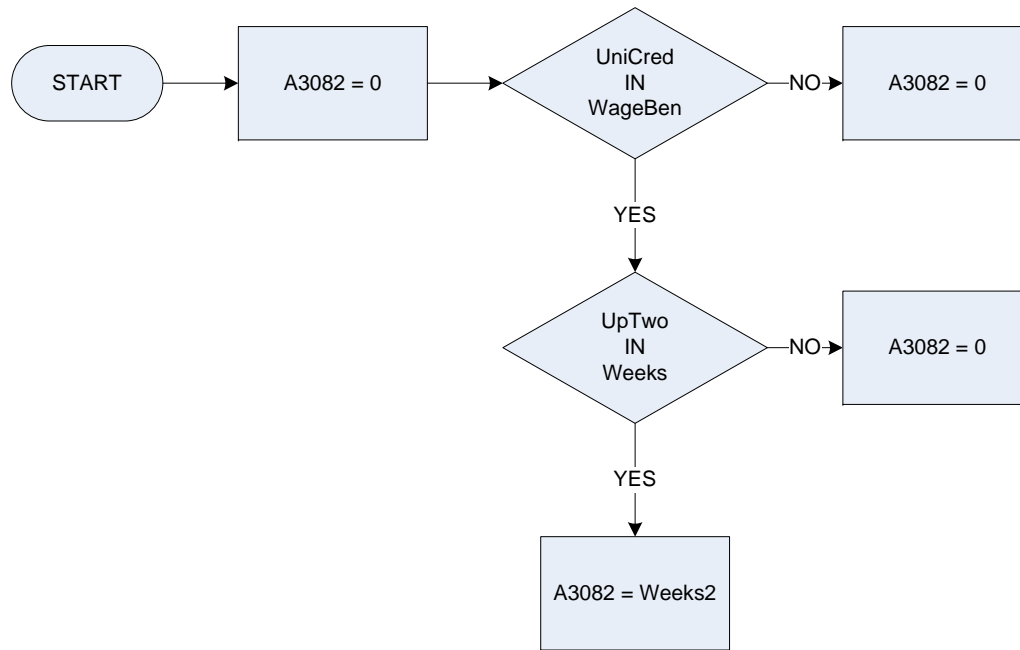 START
A3082 = 0
UniCred
IN
WageBen
NO
A3082 = 0
YES
UpTwo
IN
Weeks
NO
A3082 = 0
YES
A3082 = Weeks2